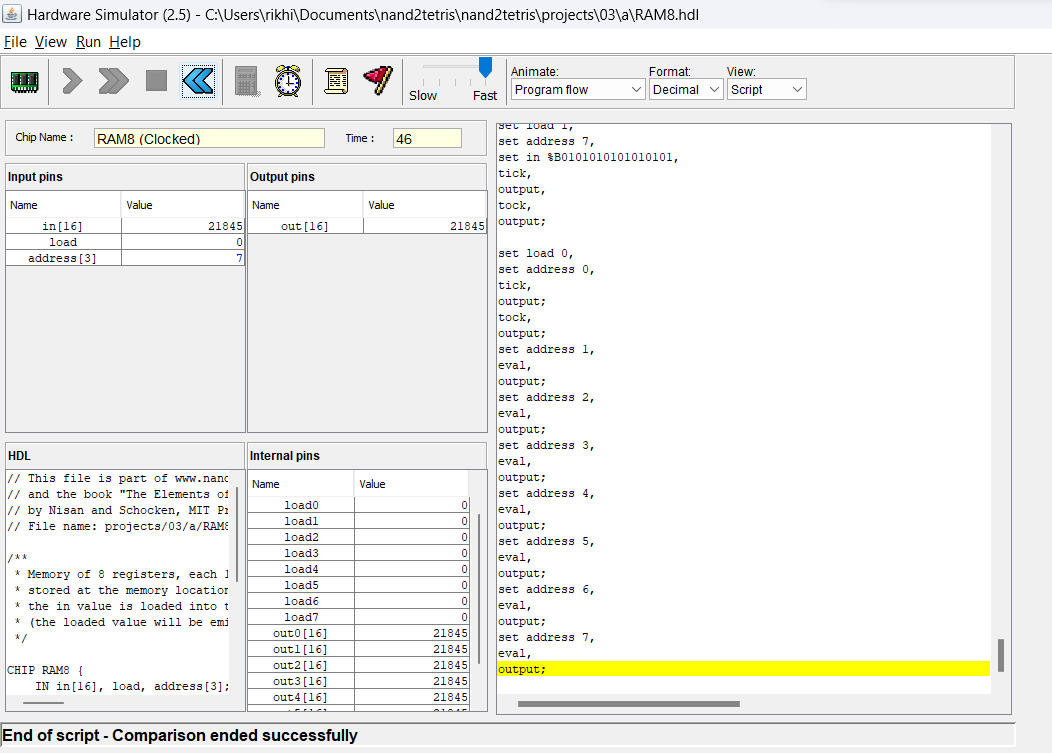 Hardware Simulator (2.5) - C:\Users\rikhi\Documents\nand2tetris\nand2tetris\projects\03\a\RAM8.hdl
File View Run Help
Slow Fast
Animate: Format: View:
Program flow Decimal Script
Chip Name : RAM8 (Clocked) Time : 46
Input pins
Name Value
in[16] 21845
load 0
address[3] 7
Output pins
Name Value
out[16] 21845
HDL
// This file is part of www.nand
// and the book "The Elements of
// by Nisan and Schocken, MIT Pr
// File name: projects/03/a/RAM8
/**
* Memory of 8 registers, each 1
* stored at the memory location
* the in value is loaded into t
* (the loaded value will be emi
*/
CHIP RAM8 {
IN in[16], load, address[3];
Internal pins
Name Value
load0 0
load1 0
load2 0
load3 0
load4 0
load5 0
load6 0
load7 0
out0[16] 21845
out1[16] 21845
out2[16] 21845
out3[16] 21845
out4[16] 21845
set load 1,
set address 7,
set in %B0101010101010101,
tick,
output,
tock,
output;
set load 0,
set address 0,
tick,
output;
tock,
output;
set address 1,
eval,
output;
set address 2,
eval,
output;
set address 3,
eval,
output;
set address 4,
eval,
output;
set address 5,
eval,
output;
set address 6,
eval,
output;
set address 7,
eval,
output;
End of script - Comparison ended successfully